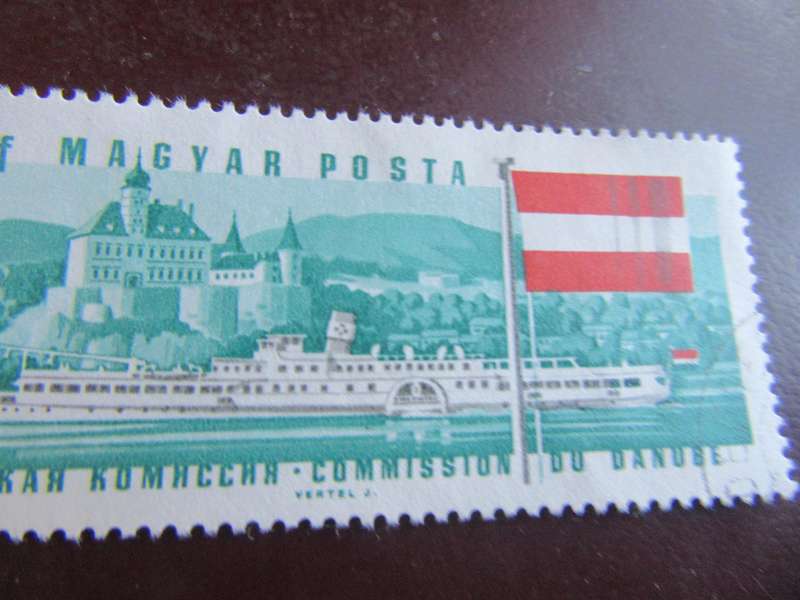 f MAGYAR POSTA
КАЯ КОМИССИЯ · COMMISSION DU DANUBE
VERTEL J.